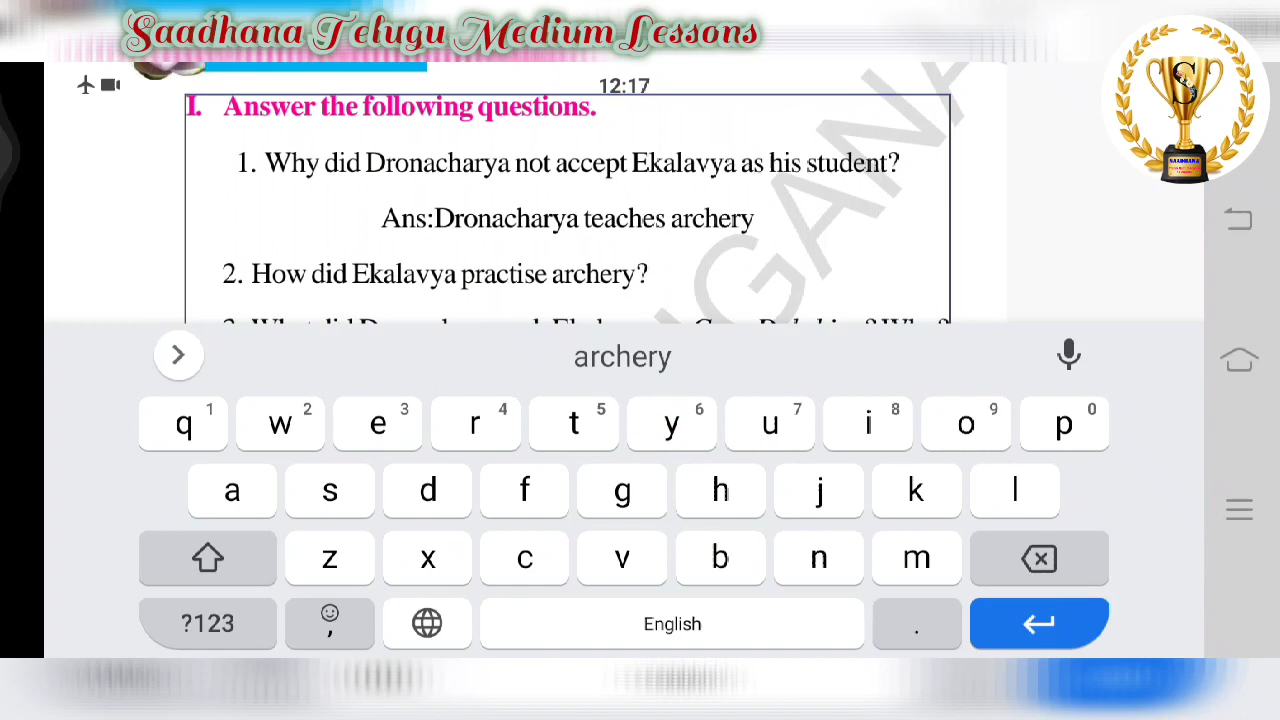 Saadhana Telugu Medium Lessons
12:17
I. Answer the following questions.
1. Why did Dronacharya not accept Ekalavya as his student?
Ans:Dronacharya teaches archery
2. How did Ekalavya practise archery?
archery
q 1 w 2 e 3 r 4 t 5 y 6 u 7 i 8 o 9 p 0
a s d f g h j k l
z x c v b n m
?123 , English .
S
SAADHANA